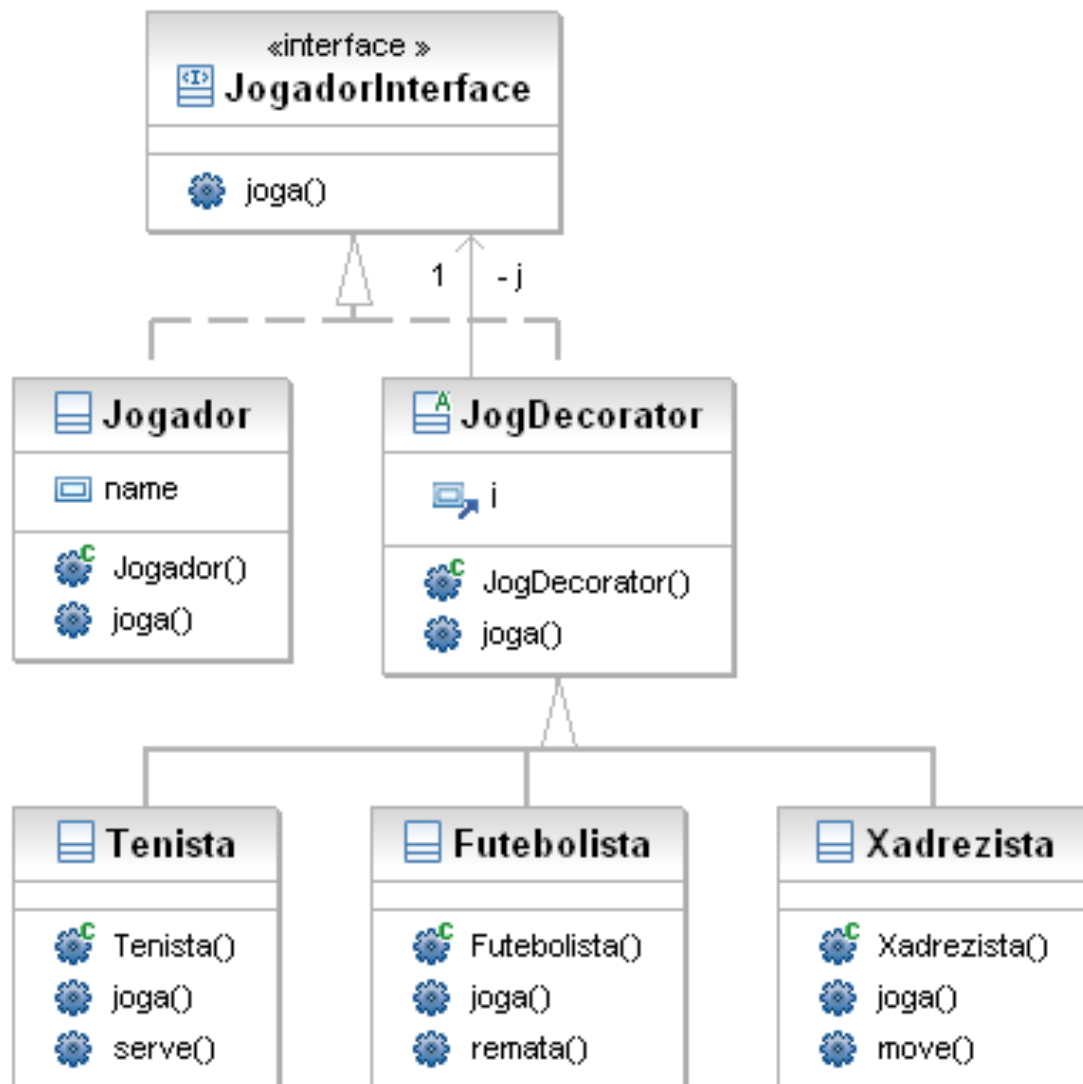 «interface »
JogadorInterface
joga()
1 - j
Jogador
name
Jogador()
joga()
JogDecorator
j
JogDecorator()
joga()
Tenista
Tenista()
joga()
serve()
Futebolista
Futebolista()
joga()
remata()
Xadrezista
Xadrezista()
joga()
move()